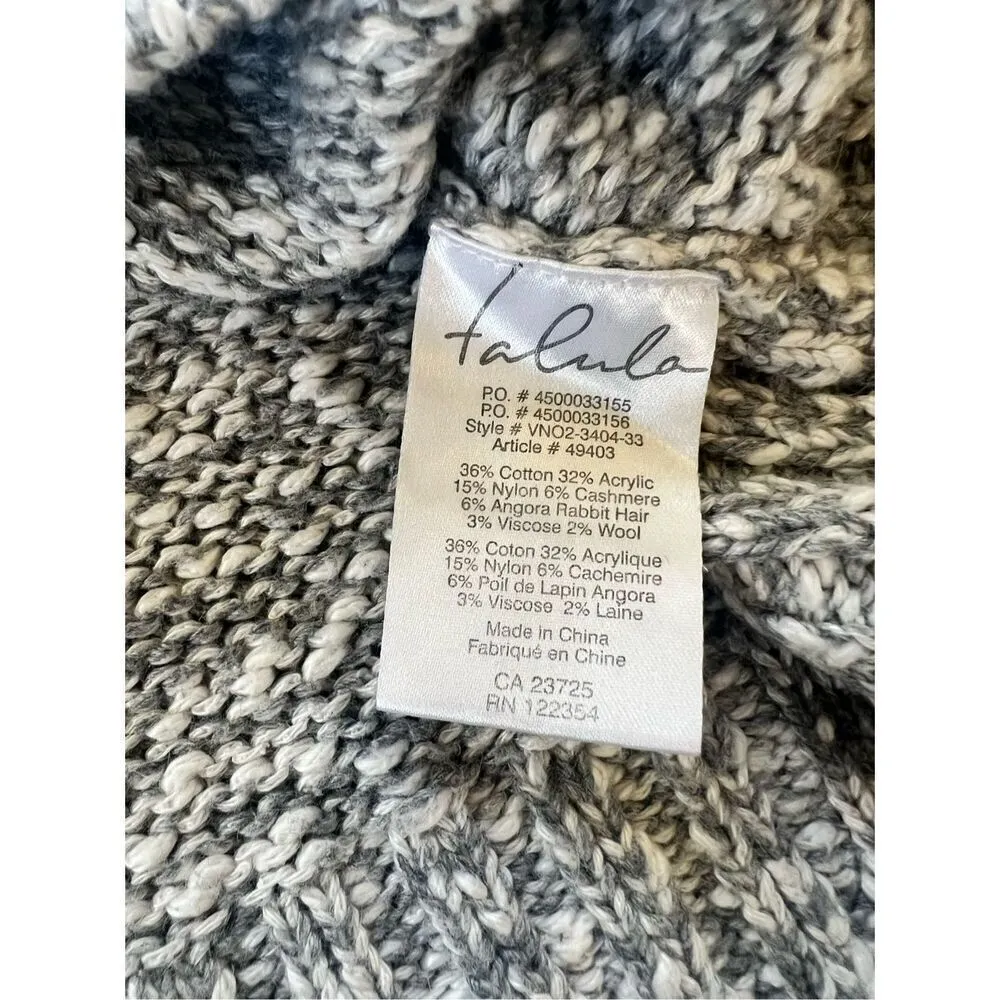 talula
P.O. # 4500033155
P.O. # 4500033156
Style # VNO2-3404-33
Article # 49403
36% Cotton 32% Acrylic
15% Nylon 6% Cashmere
6% Angora Rabbit Hair
3% Viscose 2% Wool
36% Coton 32% Acrylique
15% Nylon 6% Cachemire
6% Poil de Lapin Angora
3% Viscose 2% Laine
Made in China
Fabriqué en Chine
CA 23725
RN 122354